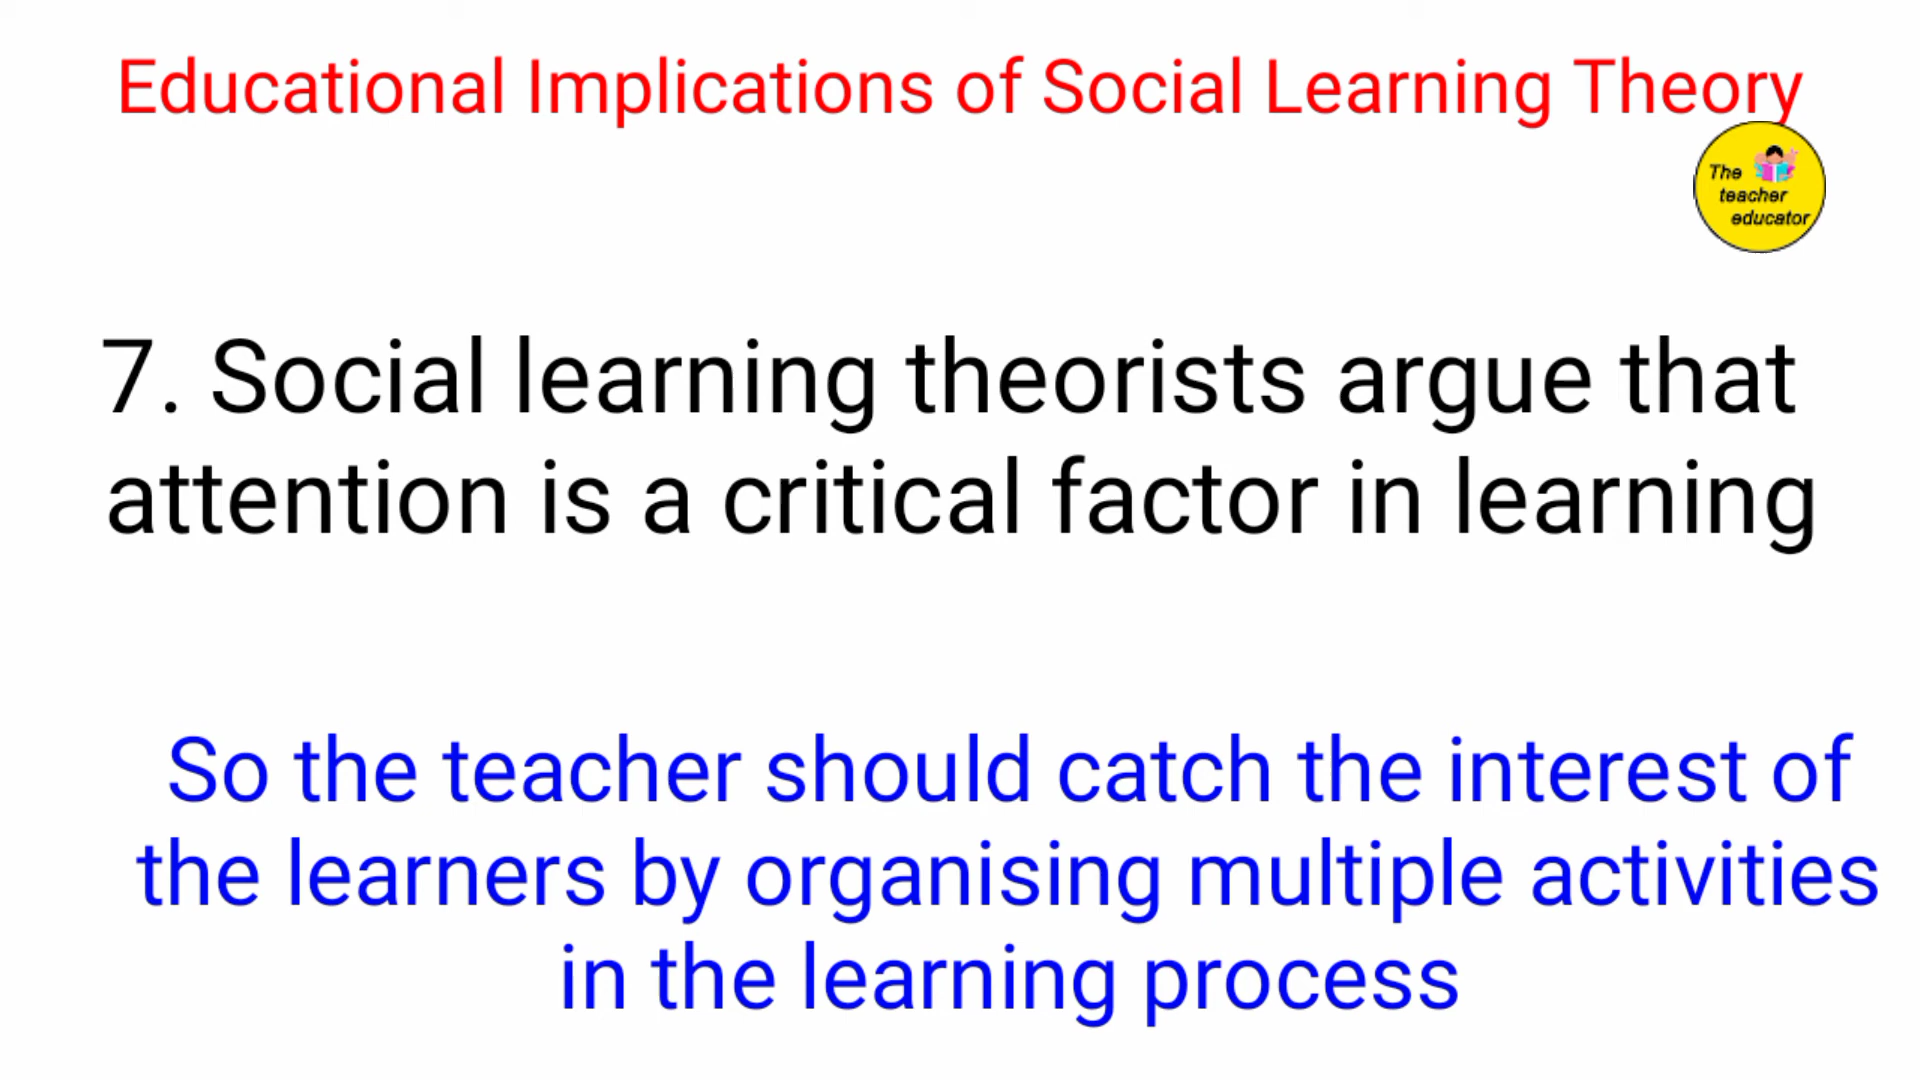 Educational Implications of Social Learning Theory
The
teacher
educator
7. Social learning theorists argue that
attention is a critical factor in learning
So the teacher should catch the interest of
the learners by organising multiple activities
in the learning process